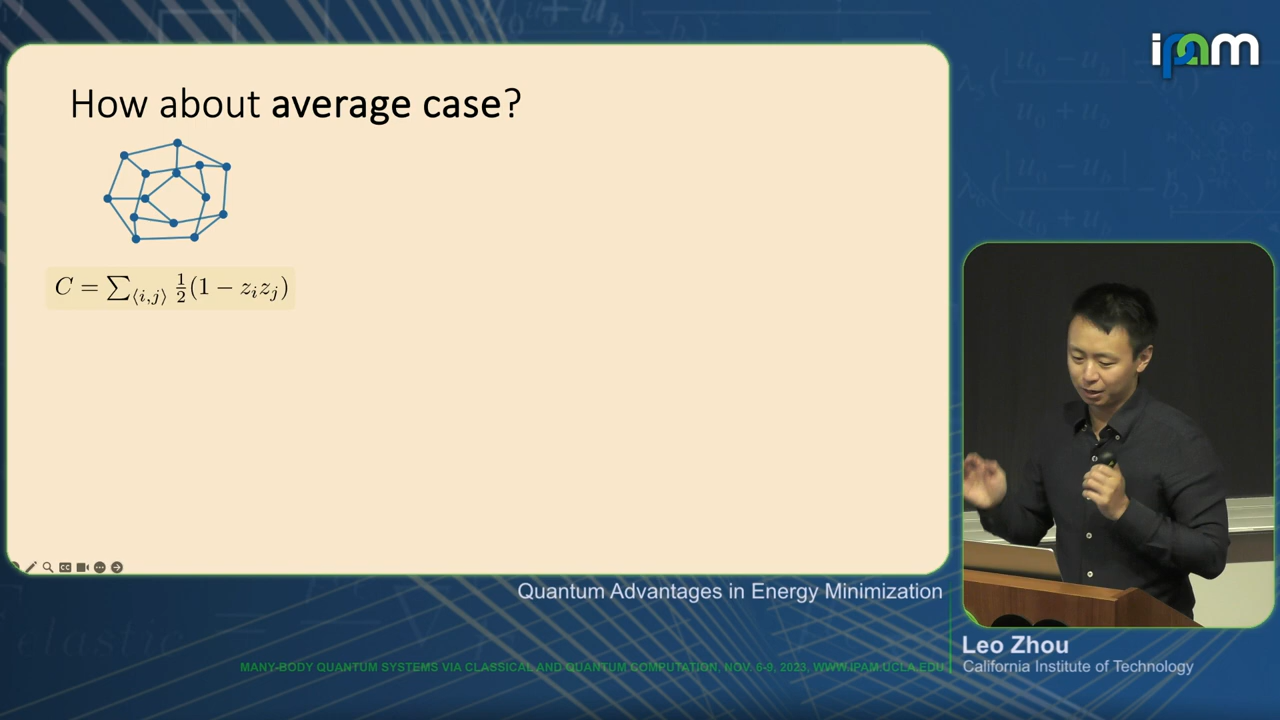 ipam
How about average case?
C = ∑⟨i,j⟩ ½(1 − zᵢzⱼ)
Quantum Advantages in Energy Minimization
Leo Zhou
California Institute of Technology
MANY-BODY QUANTUM SYSTEMS VIA CLASSICAL AND QUANTUM COMPUTATION, NOV. 6-9, 2023, WWW.IPAM.UCLA.EDU
elastic